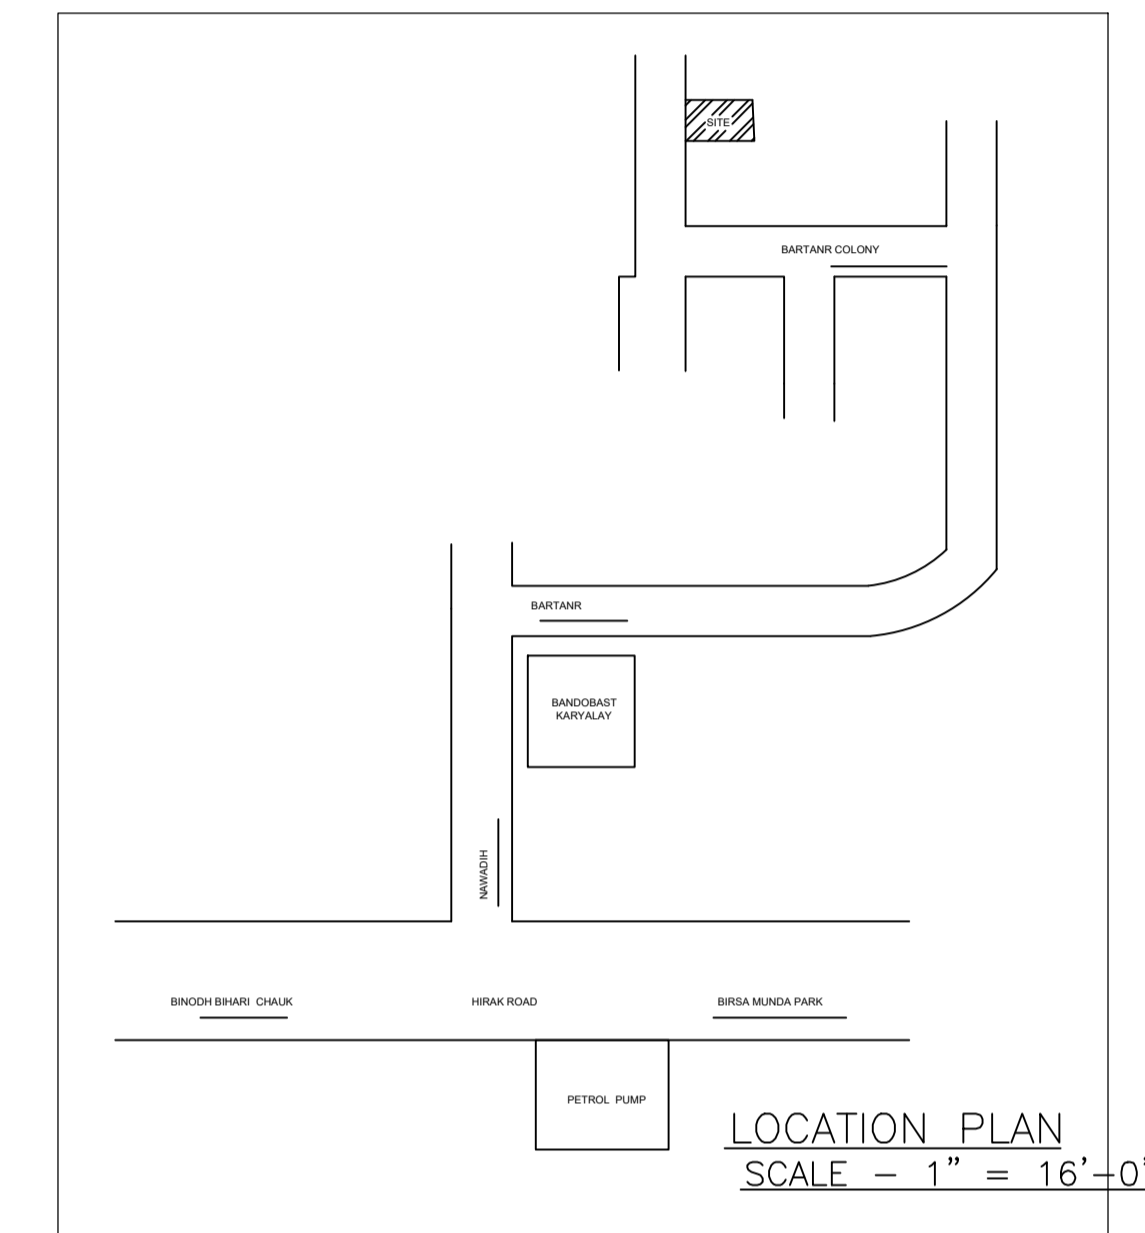 SITE
BARTANR COLONY
BARTANR
BANDOBAST
KARYALAY
NAWADIH
BINODH BIHARI CHAUK
HIRAK ROAD
BIRSA MUNDA PARK
PETROL PUMP
LOCATION PLAN
SCALE - 1" = 16'-0'